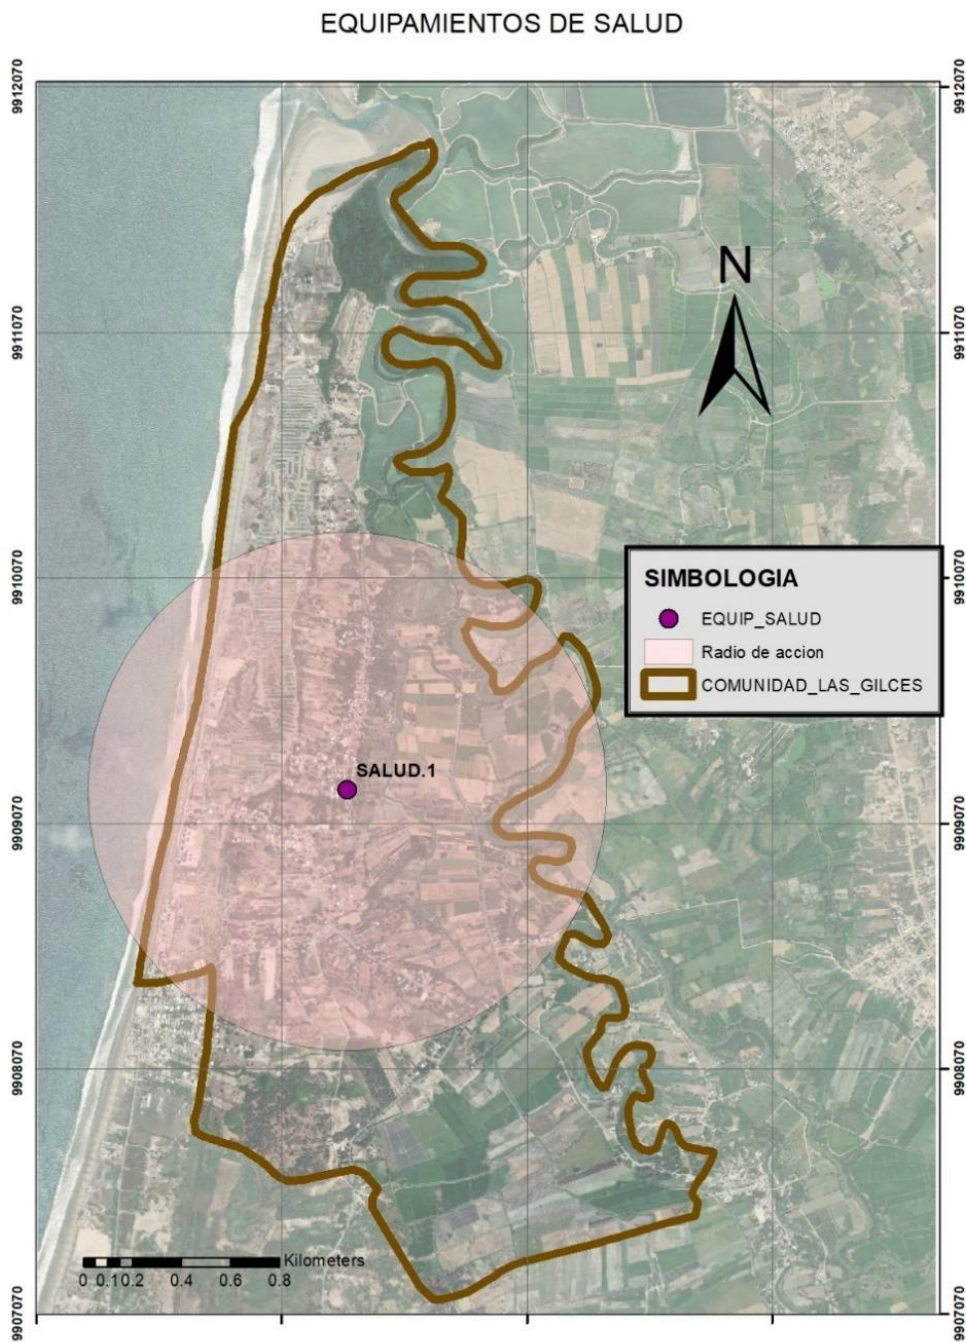 EQUIPAMIENTOS DE SALUD
9912070
9912070
9911070
9911070
9910070
9910070
9909070
9909070
9908070
9908070
9907070
9907070
N
SIMBOLOGIA
EQUIP_SALUD
Radio de accion
COMUNIDAD_LAS_GILCES
SALUD.1
Kilometers
0 0.10.2 0.4 0.6 0.8